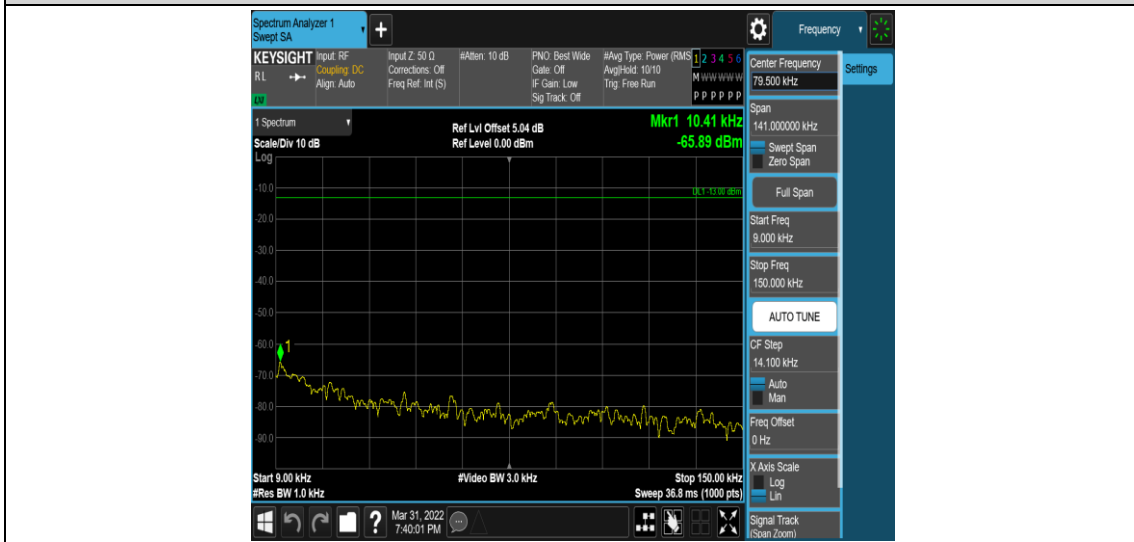 Spectrum Analyzer 1
Swept SA
+
Frequency
KEYSIGHT
RL
LXI
Input: RF
Coupling: DC
Align: Auto
Input Z: 50 Ω
Corrections: Off
Freq Ref: Int (S)
#Atten: 10 dB
PNO: Best Wide
Gate: Off
IF Gain: Low
Sig Track: Off
#Avg Type: Power (RMS
Avg|Hold: 10/10
Trig: Free Run
1 2 3 4 5 6
M W W W W W
P P P P P P
1 Spectrum
Scale/Div 10 dB
Log
Ref Lvl Offset 5.04 dB
Ref Level 0.00 dBm
Mkr1 10.41 kHz
-65.89 dBm
DL1 -13.00 dBm
-10.0
-20.0
-30.0
-40.0
-50.0
-60.0
1
-70.0
-80.0
-90.0
Start 9.00 kHz
#Res BW 1.0 kHz
#Video BW 3.0 kHz
Stop 150.00 kHz
Sweep 36.8 ms (1000 pts)
?
Mar 31, 2022
7:40:01 PM
Center Frequency
79.500 kHz
Settings
Span
141.000000 kHz
Swept Span
Zero Span
Full Span
Start Freq
9.000 kHz
Stop Freq
150.000 kHz
AUTO TUNE
CF Step
14.100 kHz
Auto
Man
Freq Offset
0 Hz
X Axis Scale
Log
Lin
Signal Track
(Span Zoom)